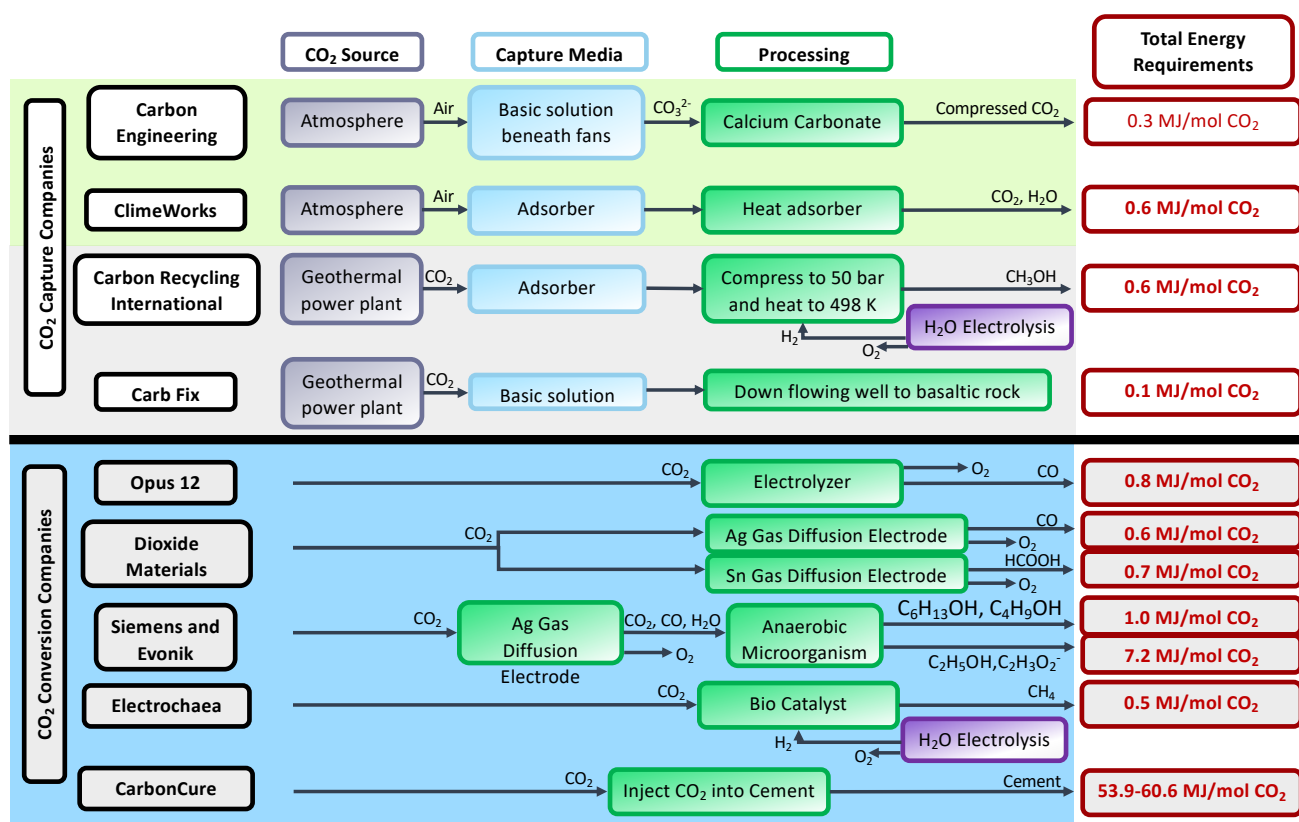 CO₂ Source
Capture Media
Processing
Total Energy
Requirements
CO₂ Capture Companies
Carbon
Engineering
Atmosphere
Air
Basic solution
beneath fans
CO₃²⁻
Calcium Carbonate
Compressed CO₂
0.3 MJ/mol CO₂
ClimeWorks
Atmosphere
Air
Adsorber
Heat adsorber
CO₂, H₂O
0.6 MJ/mol CO₂
Carbon Recycling
International
Geothermal
power plant
CO₂
Adsorber
Compress to 50 bar
and heat to 498 K
CH₃OH
0.6 MJ/mol CO₂
H₂
O₂
H₂O Electrolysis
Carb Fix
Geothermal
power plant
CO₂
Basic solution
Down flowing well to basaltic rock
0.1 MJ/mol CO₂
CO₂ Conversion Companies
Opus 12
CO₂
Electrolyzer
O₂
CO
0.8 MJ/mol CO₂
Dioxide
Materials
CO₂
Ag Gas Diffusion Electrode
CO
O₂
0.6 MJ/mol CO₂
Sn Gas Diffusion Electrode
HCOOH
O₂
0.7 MJ/mol CO₂
Siemens and
Evonik
CO₂
Ag Gas
Diffusion
Electrode
CO₂, CO, H₂O
O₂
Anaerobic
Microorganism
C₆H₁₃OH, C₄H₉OH
1.0 MJ/mol CO₂
C₂H₅OH,C₂H₃O₂⁻
7.2 MJ/mol CO₂
Electrochaea
CO₂
Bio Catalyst
CH₄
0.5 MJ/mol CO₂
H₂
O₂
H₂O Electrolysis
CarbonCure
CO₂
Inject CO₂ into Cement
Cement
53.9-60.6 MJ/mol CO₂